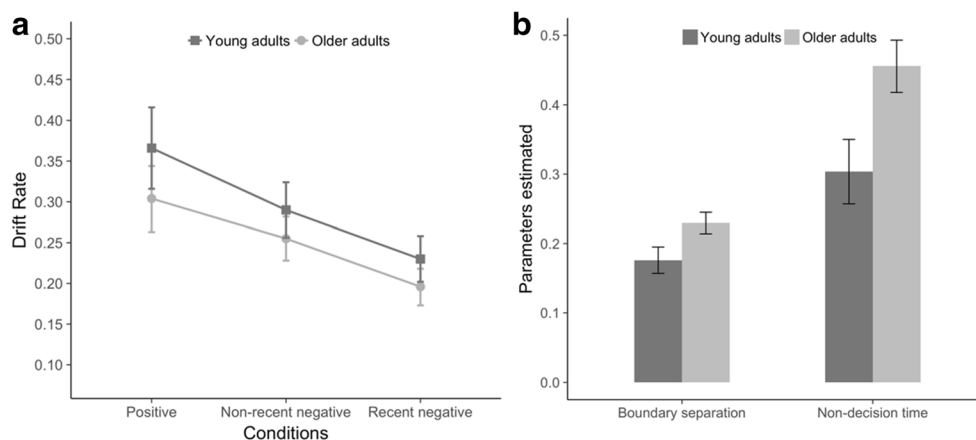 a
Young adults Older adults
Drift Rate
0.50
0.45
0.40
0.35
0.30
0.25
0.20
0.15
0.10
Positive Non-recent negative Recent negative
Conditions
b
Young adults Older adults
Parameters estimated
0.5
0.4
0.3
0.2
0.1
0.0
Boundary separation Non-decision time